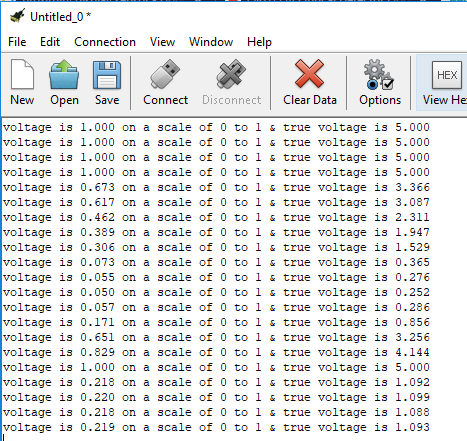 Untitled_0 *
File Edit Connection View Window Help
New Open Save Connect Disconnect Clear Data Options HEX View He
voltage is 1.000 on a scale of 0 to 1 & true voltage is 5.000
voltage is 1.000 on a scale of 0 to 1 & true voltage is 5.000
voltage is 1.000 on a scale of 0 to 1 & true voltage is 5.000
voltage is 1.000 on a scale of 0 to 1 & true voltage is 5.000
voltage is 0.673 on a scale of 0 to 1 & true voltage is 3.366
voltage is 0.617 on a scale of 0 to 1 & true voltage is 3.087
voltage is 0.462 on a scale of 0 to 1 & true voltage is 2.311
voltage is 0.389 on a scale of 0 to 1 & true voltage is 1.947
voltage is 0.306 on a scale of 0 to 1 & true voltage is 1.529
voltage is 0.073 on a scale of 0 to 1 & true voltage is 0.365
voltage is 0.055 on a scale of 0 to 1 & true voltage is 0.276
voltage is 0.050 on a scale of 0 to 1 & true voltage is 0.252
voltage is 0.057 on a scale of 0 to 1 & true voltage is 0.286
voltage is 0.171 on a scale of 0 to 1 & true voltage is 0.856
voltage is 0.651 on a scale of 0 to 1 & true voltage is 3.256
voltage is 0.829 on a scale of 0 to 1 & true voltage is 4.144
voltage is 1.000 on a scale of 0 to 1 & true voltage is 5.000
voltage is 0.218 on a scale of 0 to 1 & true voltage is 1.092
voltage is 0.220 on a scale of 0 to 1 & true voltage is 1.099
voltage is 0.218 on a scale of 0 to 1 & true voltage is 1.088
voltage is 0.219 on a scale of 0 to 1 & true voltage is 1.093